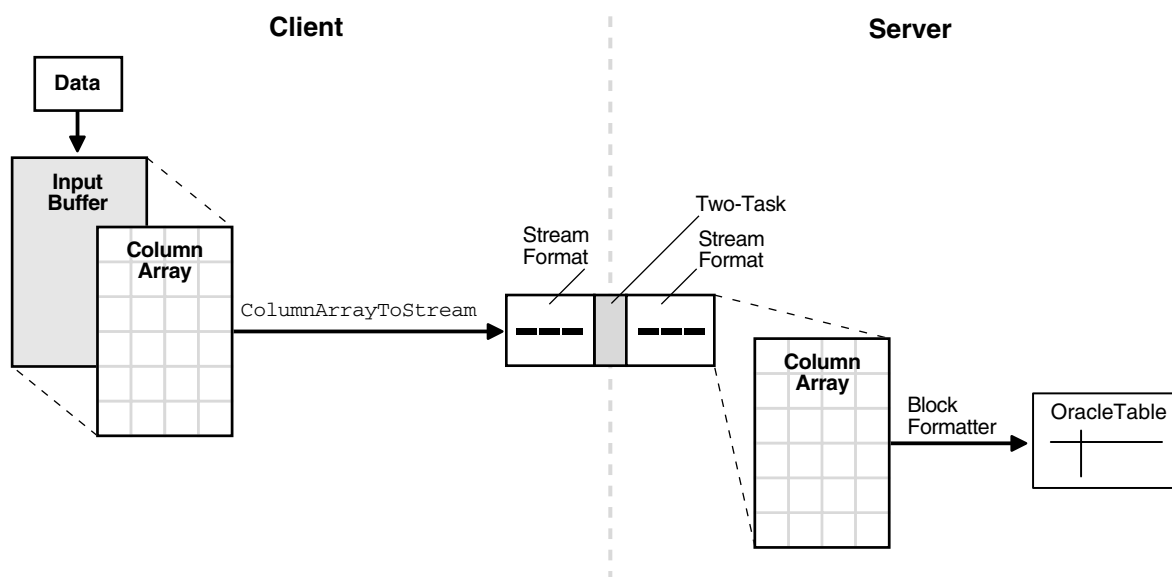 Client
Server
Data
Input
Buffer
Column
Array
ColumnArrayToStream
Stream
Format
Two-Task
Stream
Format
Column
Array
Block
Formatter
OracleTable